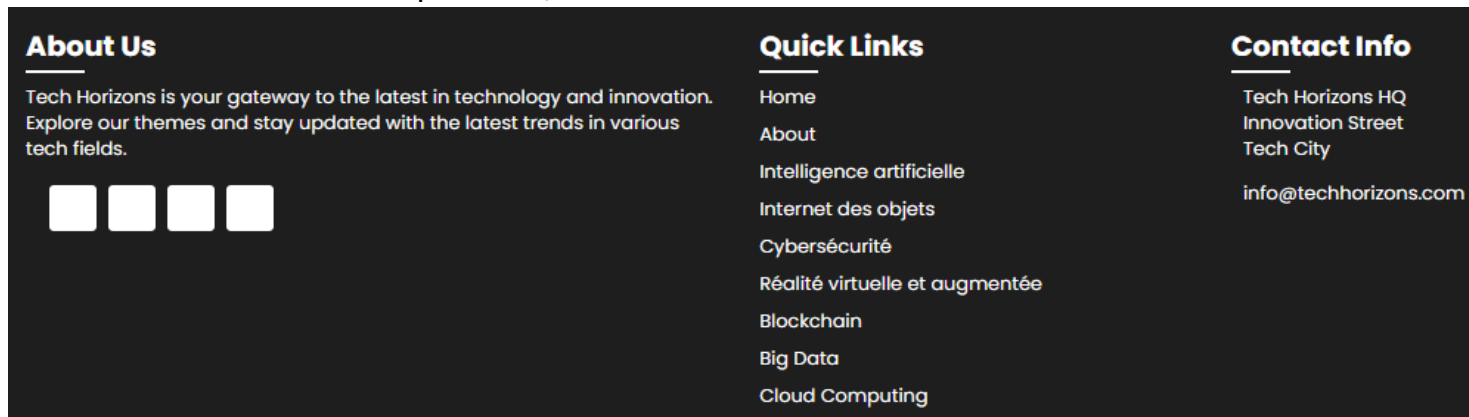 About Us
Tech Horizons is your gateway to the latest in technology and innovation.
Explore our themes and stay updated with the latest trends in various
tech fields.
Quick Links
Home
About
Intelligence artificielle
Internet des objets
Cybersécurité
Réalité virtuelle et augmentée
Blockchain
Big Data
Cloud Computing
Contact Info
Tech Horizons HQ
Innovation Street
Tech City
info@techhorizons.com